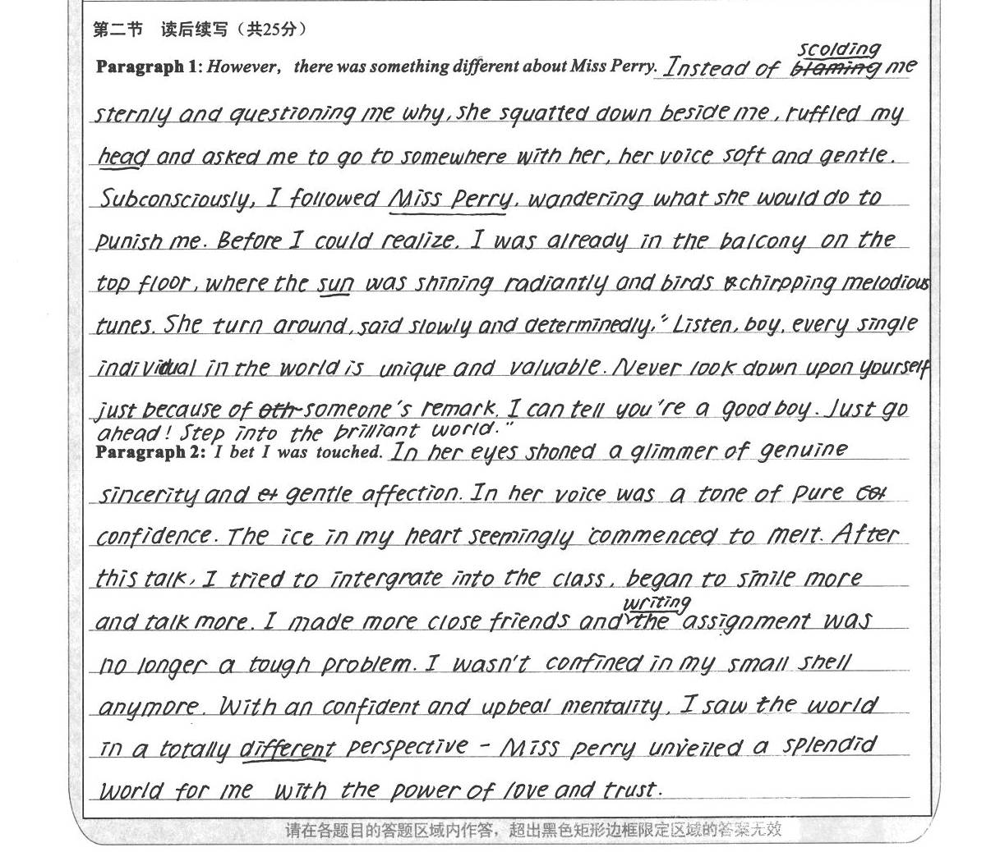 第二节 读后续写（共25分）
scolding
Paragraph 1: However, there was something different about Miss Perry. Instead of blaming me
sternly and questioning me why, she squatted down beside me, ruffled my
head and asked me to go to somewhere with her, her voice soft and gentle.
Subconsciously, I followed Miss Perry, wandering what she would do to
punish me. Before I could realize, I was already in the balcony on the
top floor, where the sun was shining radiantly and birds chirpping melodious
tunes. She turn around, said slowly and determinedly, "Listen, boy, every single
individual in the world is unique and valuable. Never look down upon yourself
just because of oth someone's remark. I can tell you're a good boy. Just go
ahead! Step into the brilliant world."
Paragraph 2: I bet I was touched. In her eyes shoned a glimmer of genuine
sincerity and et gentle affection. In her voice was a tone of pure cot
confidence. The ice in my heart seemingly commenced to melt. After
this talk, I tried to intergrate into the class, began to smile more
writing
and talk more. I made more close friends and the assignment was
no longer a tough problem. I wasn't confined in my small shell
anymore. With an confident and upbeal mentality, I saw the world
in a totally different perspective - Miss perry unveiled a splendid
world for me with the power of love and trust.
请在各题目的答题区域内作答，超出黑色矩形边框限定区域的答案无效